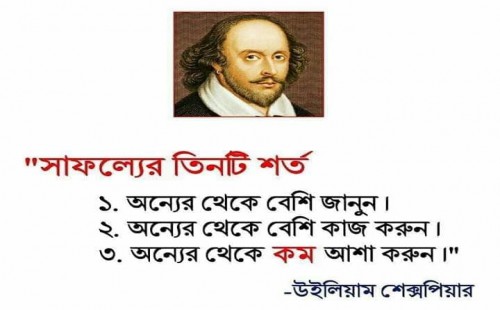 "সাফল্যের তিনটি শর্ত
১. অন্যের থেকে বেশি জানুন।
২. অন্যের থেকে বেশি কাজ করুন।
৩. অন্যের থেকে কম আশা করুন।"
-উইলিয়াম শেক্সপিয়ার